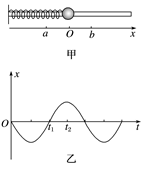 a O b x
甲
x
O t₁ t₂ t
乙